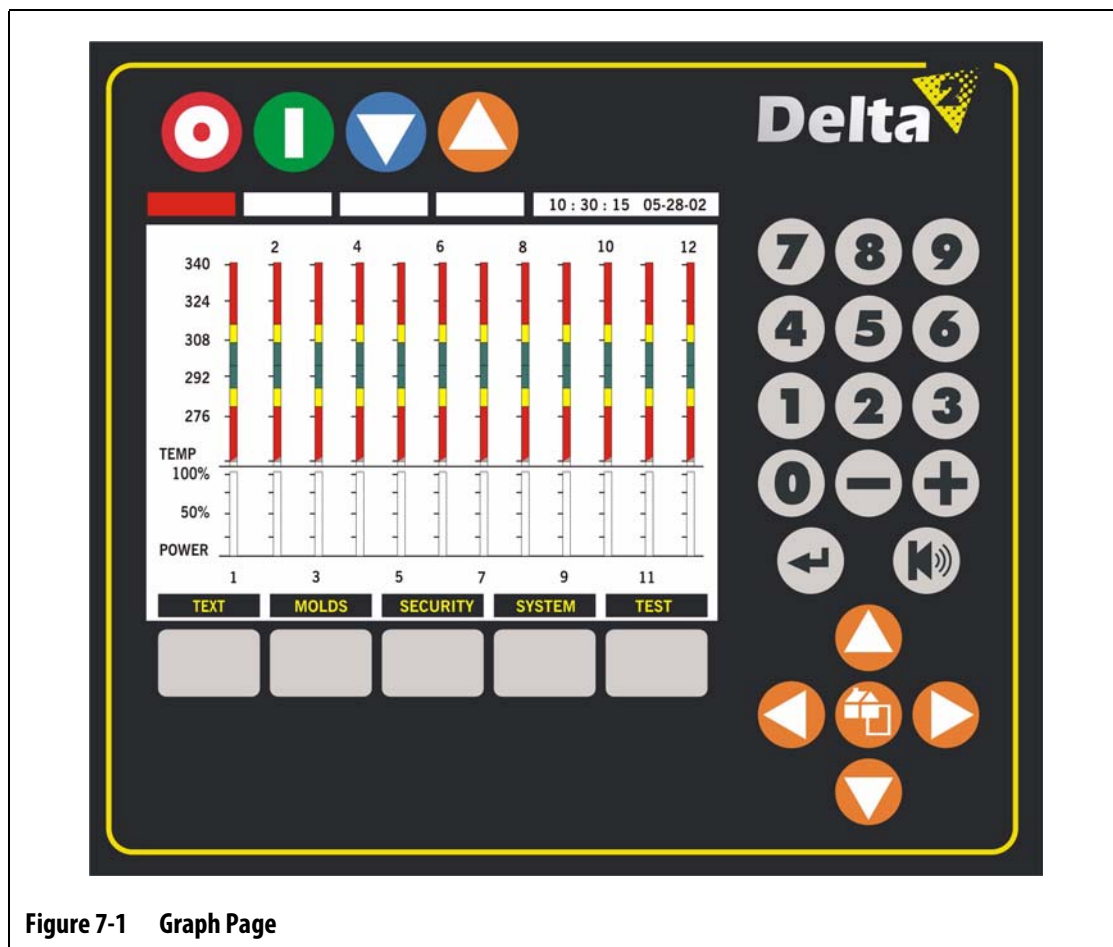 Delta
2
10 : 30 : 15 05-28-02
2 4 6 8 10 12
340
324
308
292
276
TEMP
100%
50%
POWER
1 3 5 7 9 11
TEXT MOLDS SECURITY SYSTEM TEST
7 8 9
4 5 6
1 2 3
0 − +
Figure 7-1 Graph Page